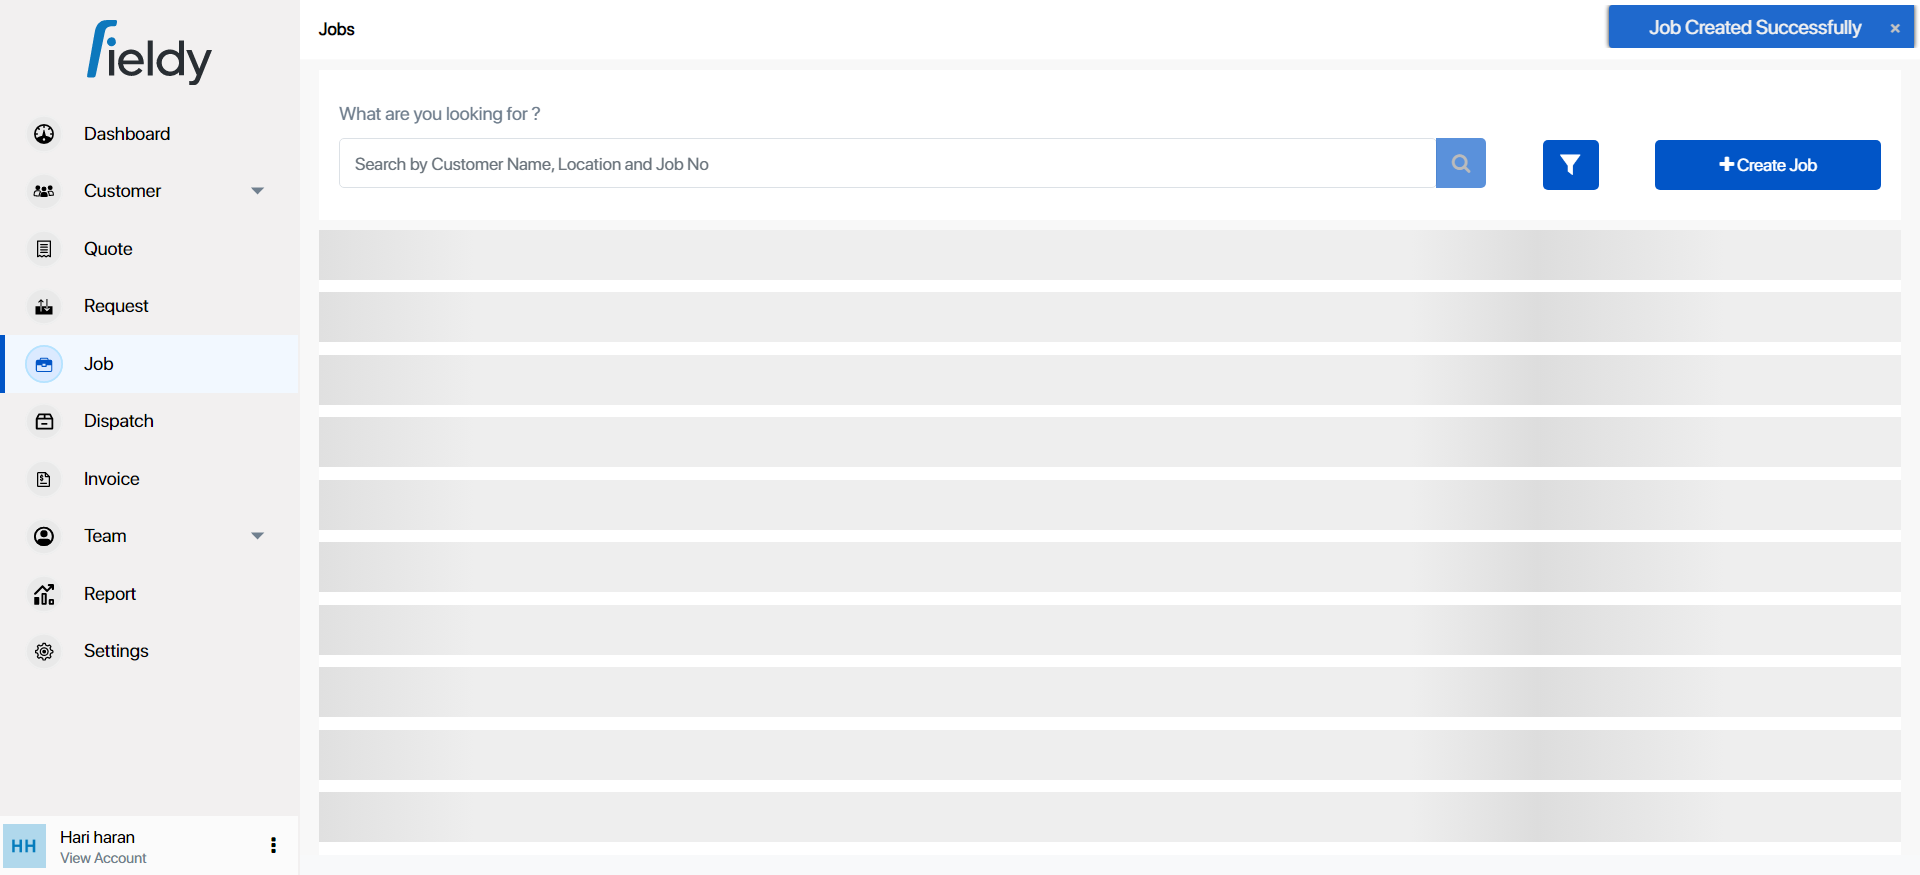 fieldy
Dashboard
Customer
Quote
Request
Job
Dispatch
Invoice
Team
Report
Settings
HH
Hari haran
View Account
Jobs
Job Created Successfully ×
What are you looking for ?
Search by Customer Name, Location and Job No
Create Job